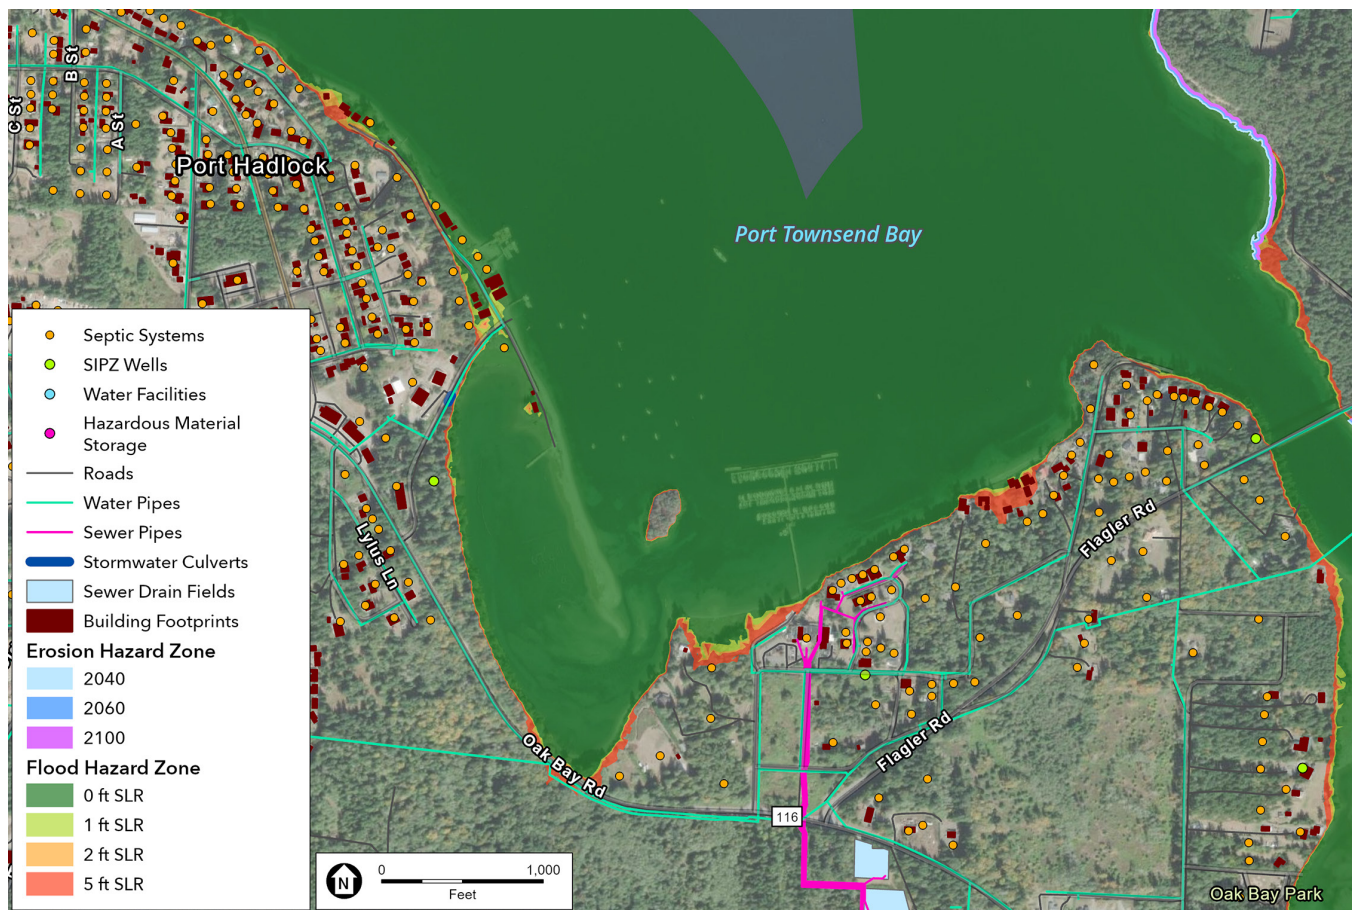 B St
C St
A St
Port Hadlock
Port Townsend Bay
Septic Systems
SIPZ Wells
Water Facilities
Hazardous Material
Storage
Roads
Water Pipes
Sewer Pipes
Stormwater Culverts
Sewer Drain Fields
Building Footprints
Erosion Hazard Zone
2040
2060
2100
Flood Hazard Zone
0 ft SLR
1 ft SLR
2 ft SLR
5 ft SLR
Lylus Ln
Flagler Rd
Flagler Rd
Oak Bay Rd
116
N
0
1,000
Feet
Oak Bay Park